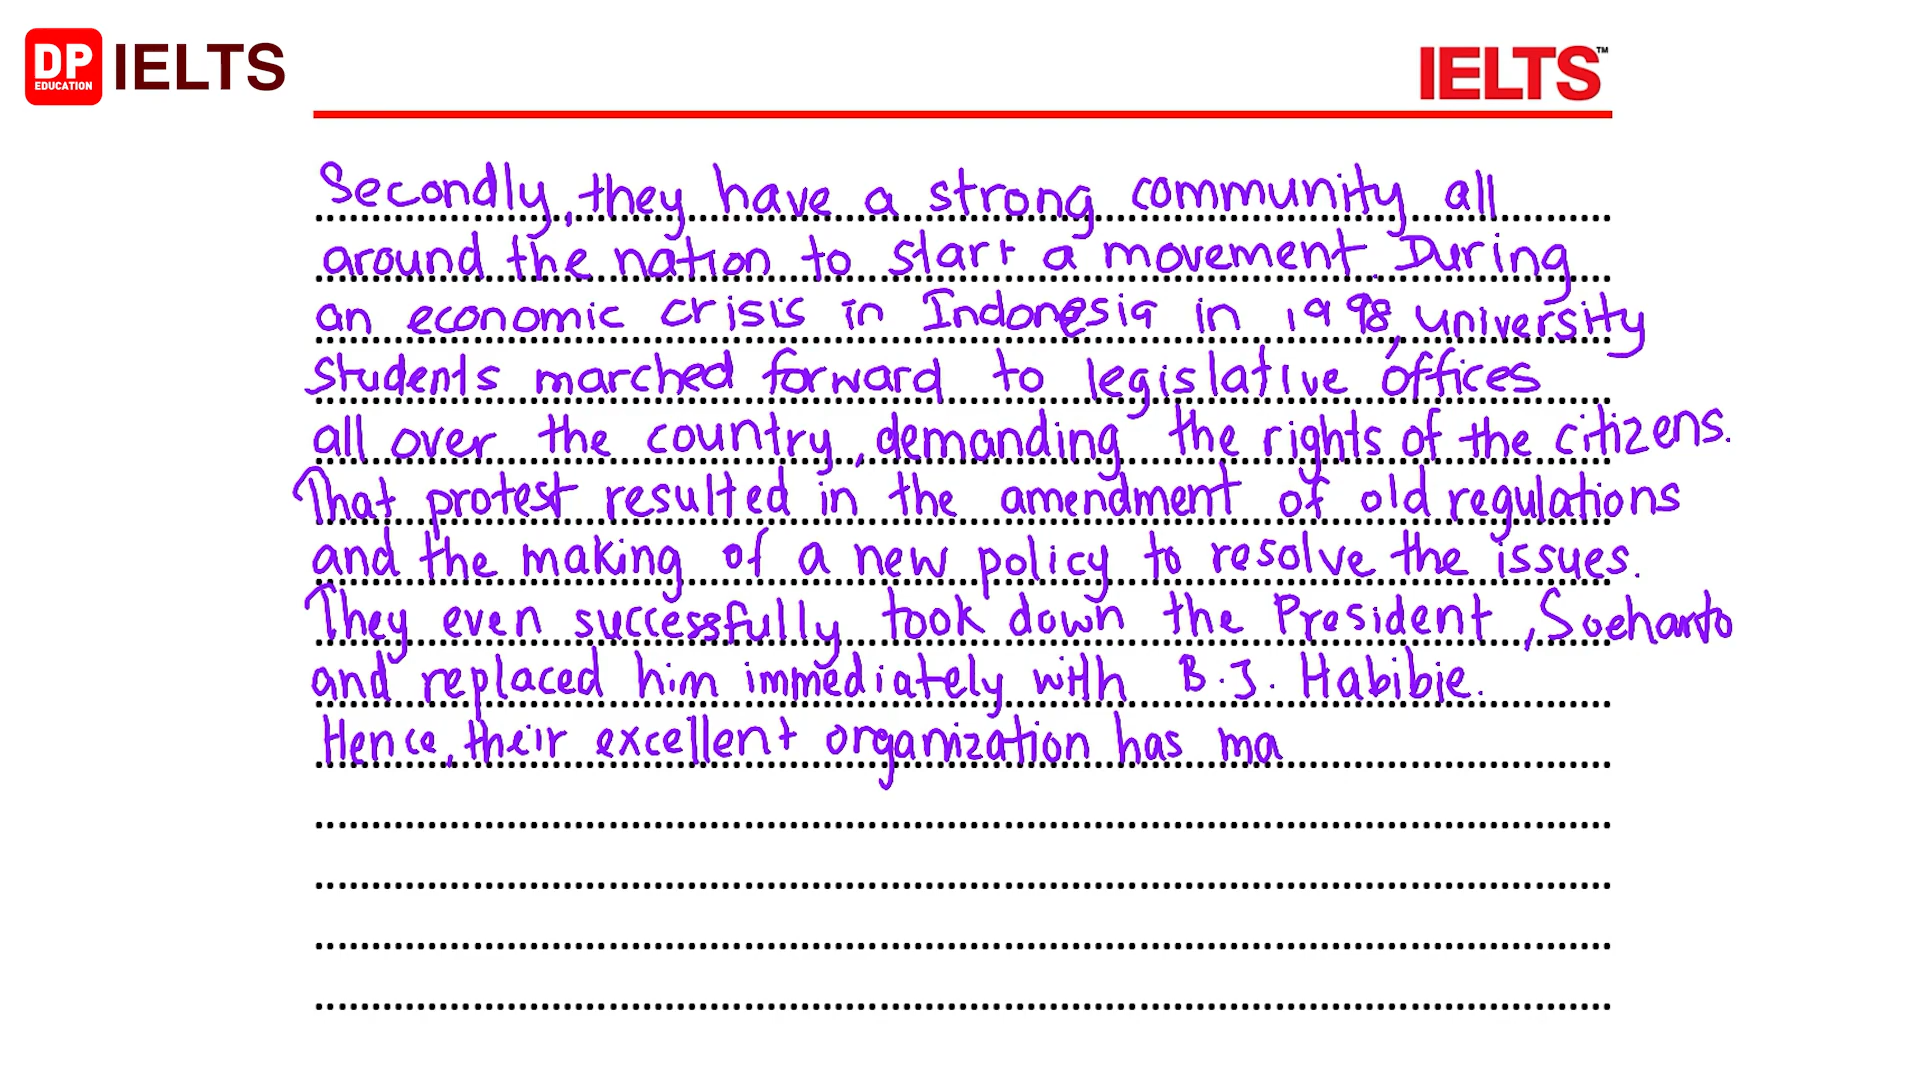 DP
EDUCATION
IELTS
IELTS™
Secondly, they have a strong community all
around the nation to start a movement. During
an economic crisis in Indonesia in 1998, university
students marched forward to legislative offices
all over the country, demanding the rights of the citizens.
That protest resulted in the amendment of old regulations
and the making of a new policy to resolve the issues.
They even successfully took down the President, Soeharto
and replaced him immediately with B.J. Habibie.
Hence, their excellent organization has ma